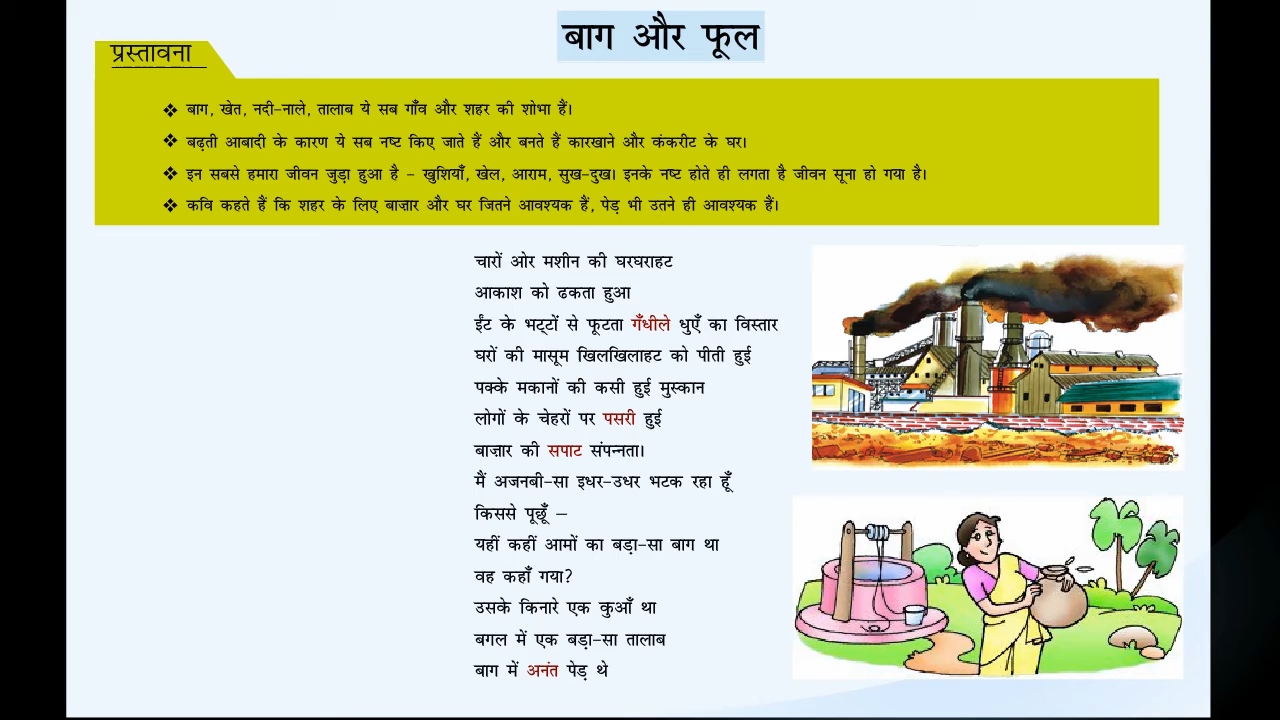 बाग और फूल
प्रस्तावना
❖ बाग, खेत, नदी-नाले, तालाब ये सब गाँव और शहर की शोभा हैं।
❖ बढ़ती आबादी के कारण ये सब नष्ट किए जाते हैं और बनते हैं कारखाने और कंकरीट के घर।
❖ इन सबसे हमारा जीवन जुड़ा हुआ है - खुशियाँ, खेल, आराम, सुख-दुख। इनके नष्ट होते ही लगता है जीवन सूना हो गया है।
❖ कवि कहते हैं कि शहर के लिए बाज़ार और घर जितने आवश्यक हैं, पेड़ भी उतने ही आवश्यक हैं।
चारों ओर मशीन की घरघराहट
आकाश को ढकता हुआ
ईंट के भट्टों से फूटता गँधीले धुएँ का विस्तार
घरों की मासूम खिलखिलाहट को पीती हुई
पक्के मकानों की कसी हुई मुस्कान
लोगों के चेहरों पर पसरी हुई
बाज़ार की सपाट संपन्नता।
मैं अजनबी-सा इधर-उधर भटक रहा हूँ
किससे पूछूँ –
यहीं कहीं आमों का बड़ा-सा बाग था
वह कहाँ गया?
उसके किनारे एक कुआँ था
बगल में एक बड़ा-सा तालाब
बाग में अनंत पेड़ थे